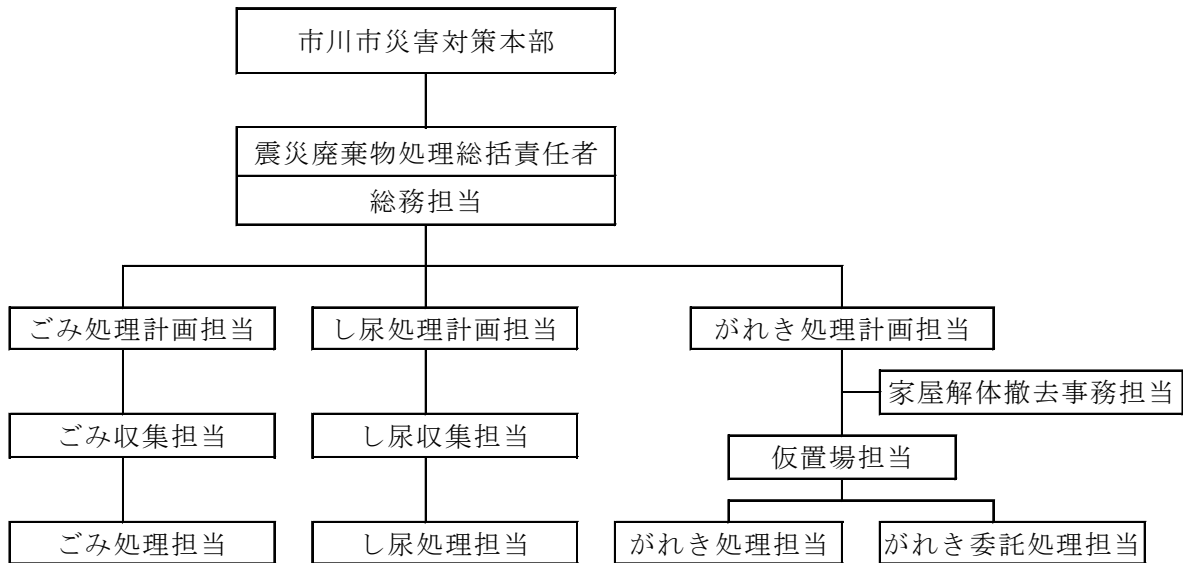 市川市災害対策本部
震災廃棄物処理総括責任者
総務担当
ごみ処理計画担当
し尿処理計画担当
がれき処理計画担当
家屋解体撤去事務担当
ごみ収集担当
し尿収集担当
仮置場担当
ごみ処理担当
し尿処理担当
がれき処理担当
がれき委託処理担当